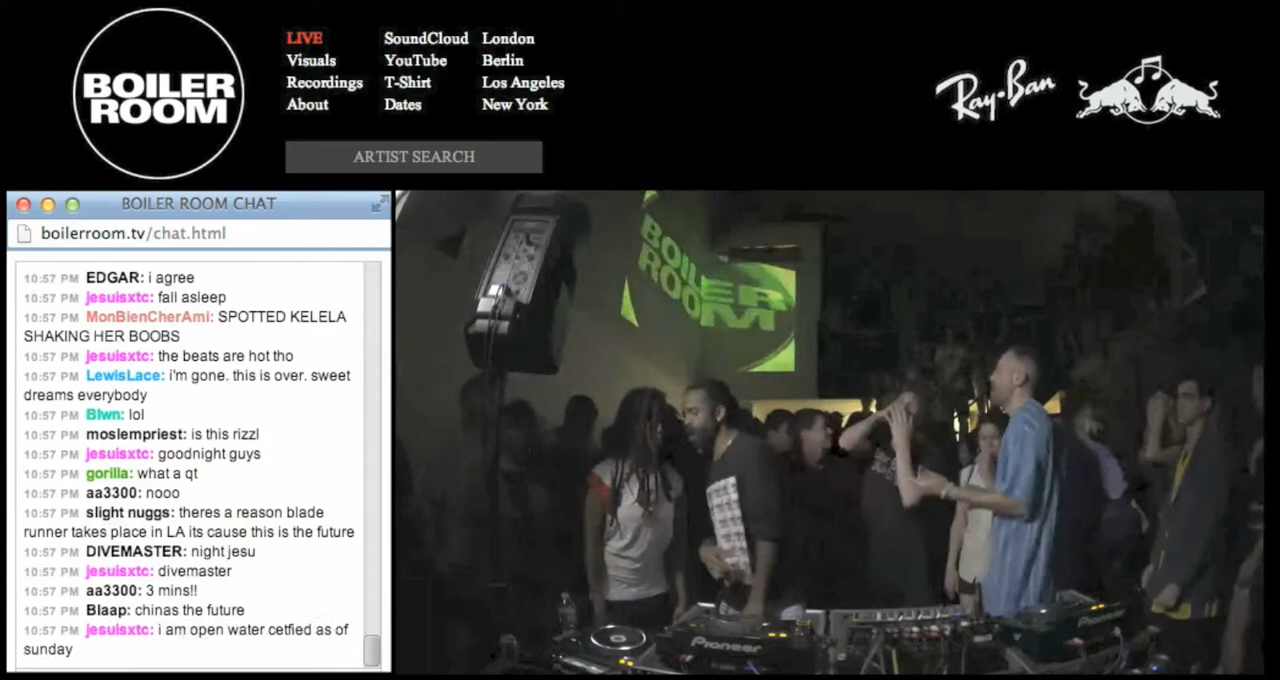 BOILER
ROOM
LIVE
Visuals
Recordings
About
SoundCloud
YouTube
T-Shirt
Dates
London
Berlin
Los Angeles
New York
ARTIST SEARCH
Ray-Ban
BOILER ROOM CHAT
boilerroom.tv/chat.html
10:57 PM EDGAR: i agree
10:57 PM jesuisxtc: fall asleep
10:57 PM MonBienCherAmi: SPOTTED KELELA
SHAKING HER BOOBS
10:57 PM jesuisxtc: the beats are hot tho
10:57 PM LewisLace: i'm gone. this is over. sweet
dreams everybody
10:57 PM Blwn: lol
10:57 PM moslempriest: is this rizzl
10:57 PM jesuisxtc: goodnight guys
10:57 PM gorilla: what a qt
10:57 PM aa3300: nooo
10:57 PM slight nuggs: theres a reason blade
runner takes place in LA its cause this is the future
10:57 PM DIVEMASTER: night jesu
10:57 PM jesuisxtc: divemaster
10:57 PM aa3300: 3 mins!!
10:57 PM Blaap: chinas the future
10:57 PM jesuisxtc: i am open water cetfied as of
sunday
BOILER
ROOM
Pioneer